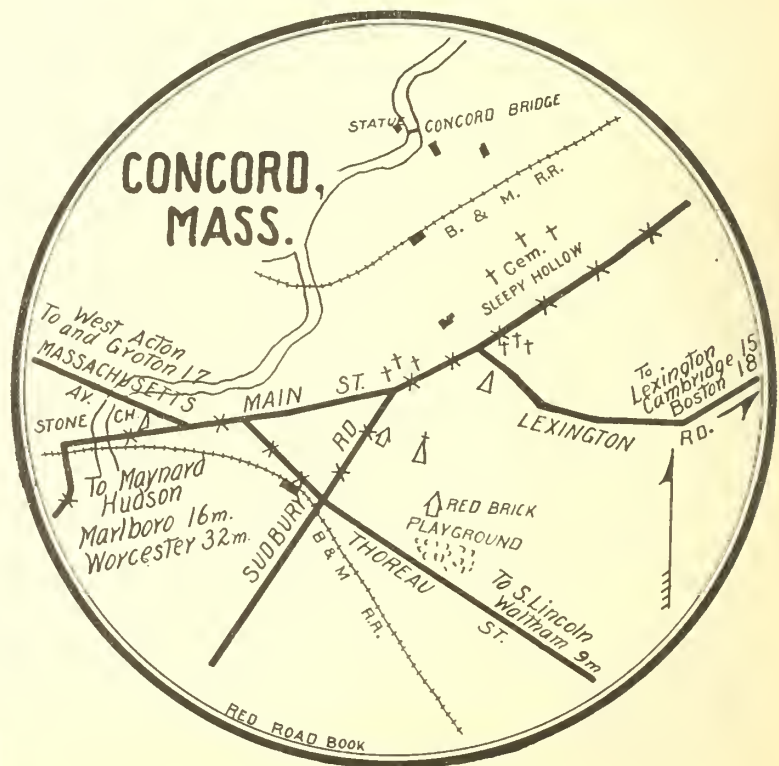 CONCORD,
MASS.
STATUE
CONCORD BRIDGE
B. & M. R.R.
Cem.
SLEEPY HOLLOW
To West Acton
and Groton 17
MASSACHUSETTS
AV.
STONE CH.
MAIN ST.
To
Lexington 15
Cambridge
Boston 18
LEXINGTON RD.
To Maynard
Hudson
Marlboro 16m.
Worcester 32m.
SUDBURY RD
RED BRICK
PLAYGROUND
THOREAU ST.
B & M R.R.
To S. Lincoln
Waltham 9m
RED ROAD BOOK